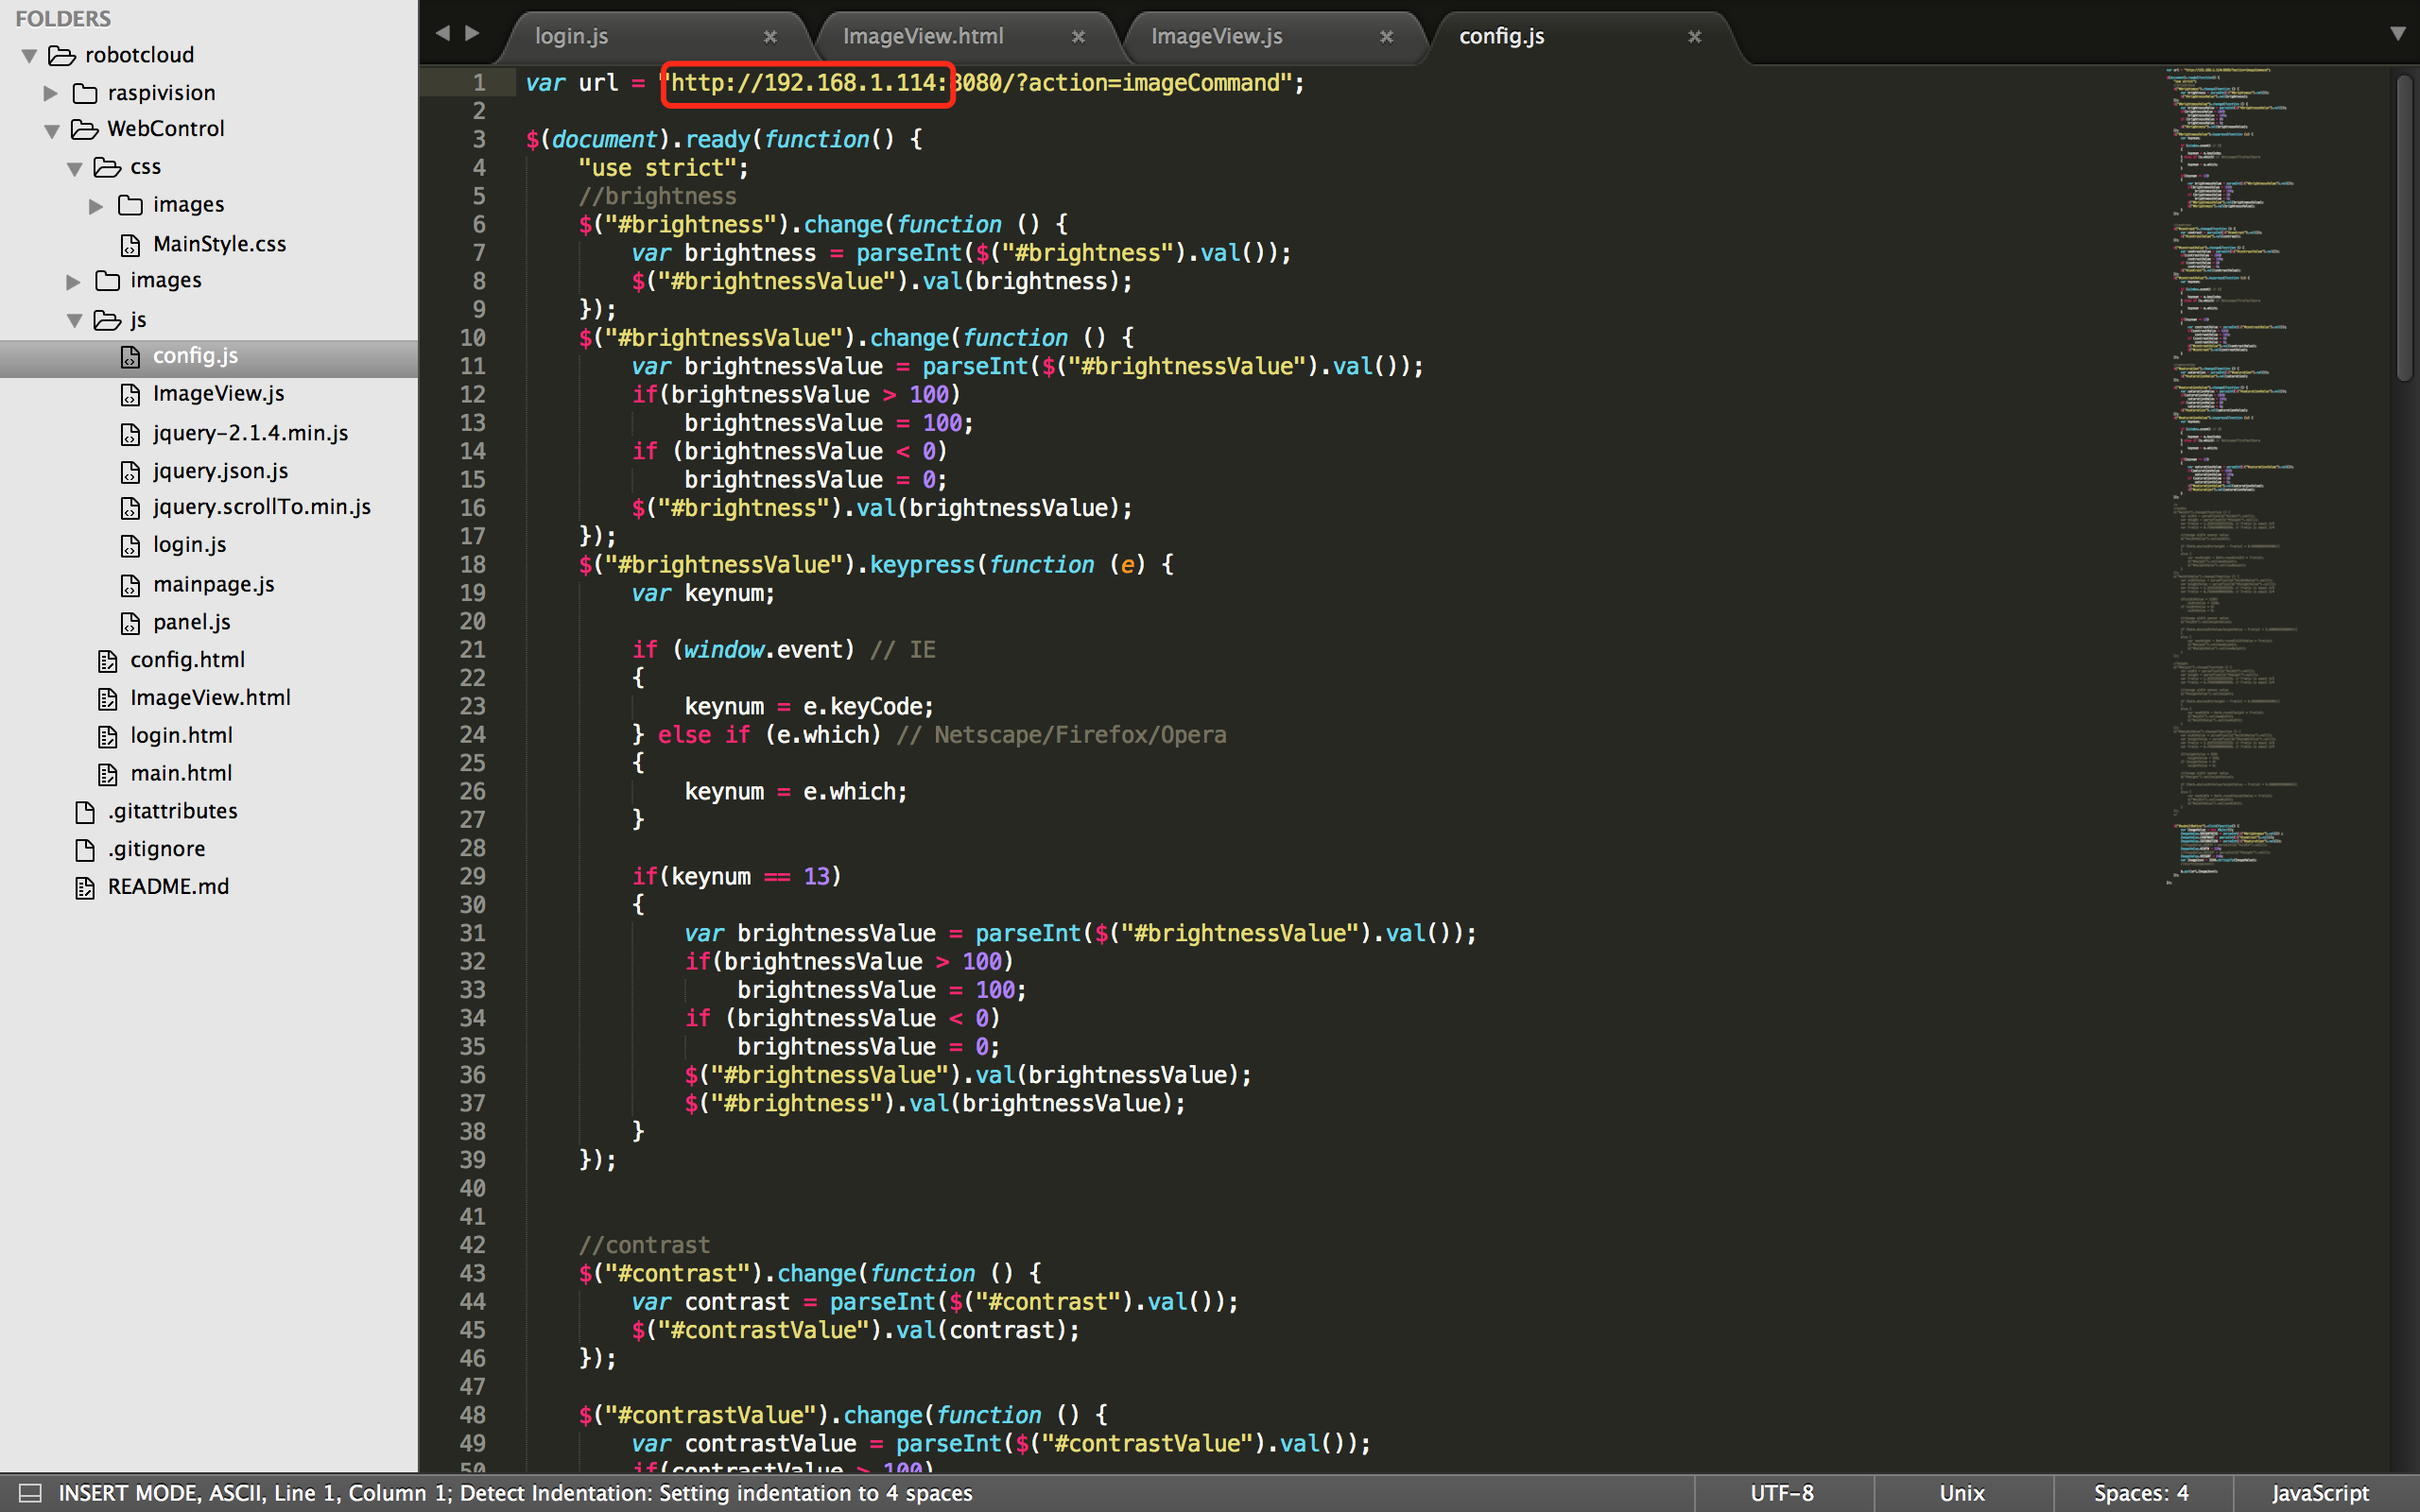 FOLDERS
robotcloud
raspivision
WebControl
css
images
MainStyle.css
images
js
config.js
ImageView.js
jquery-2.1.4.min.js
jquery.json.js
jquery.scrollTo.min.js
login.js
mainpage.js
panel.js
config.html
ImageView.html
login.html
main.html
.gitattributes
.gitignore
README.md
login.js ImageView.html ImageView.js config.js
1 var url = "http://192.168.1.114:8080/?action=imageCommand";
2
3 $(document).ready(function() {
4 "use strict";
5 //brightness
6 $("#brightness").change(function () {
7 var brightness = parseInt($("#brightness").val());
8 $("#brightnessValue").val(brightness);
9 });
10 $("#brightnessValue").change(function () {
11 var brightnessValue = parseInt($("#brightnessValue").val());
12 if(brightnessValue > 100)
13 brightnessValue = 100;
14 if (brightnessValue < 0)
15 brightnessValue = 0;
16 $("#brightness").val(brightnessValue);
17 });
18 $("#brightnessValue").keypress(function (e) {
19 var keynum;
20
21 if (window.event) // IE
22 {
23 keynum = e.keyCode;
24 } else if (e.which) // Netscape/Firefox/Opera
25 {
26 keynum = e.which;
27 }
28
29 if(keynum == 13)
30 {
31 var brightnessValue = parseInt($("#brightnessValue").val());
32 if(brightnessValue > 100)
33 brightnessValue = 100;
34 if (brightnessValue < 0)
35 brightnessValue = 0;
36 $("#brightnessValue").val(brightnessValue);
37 $("#brightness").val(brightnessValue);
38 }
39 });
40
41
42 //contrast
43 $("#contrast").change(function () {
44 var contrast = parseInt($("#contrast").val());
45 $("#contrastValue").val(contrast);
46 });
47
48 $("#contrastValue").change(function () {
49 var contrastValue = parseInt($("#contrastValue").val());
50 if(contrastValue > 100)
INSERT MODE, ASCII, Line 1, Column 1; Detect Indentation: Setting indentation to 4 spaces UTF-8 Unix Spaces: 4 JavaScript